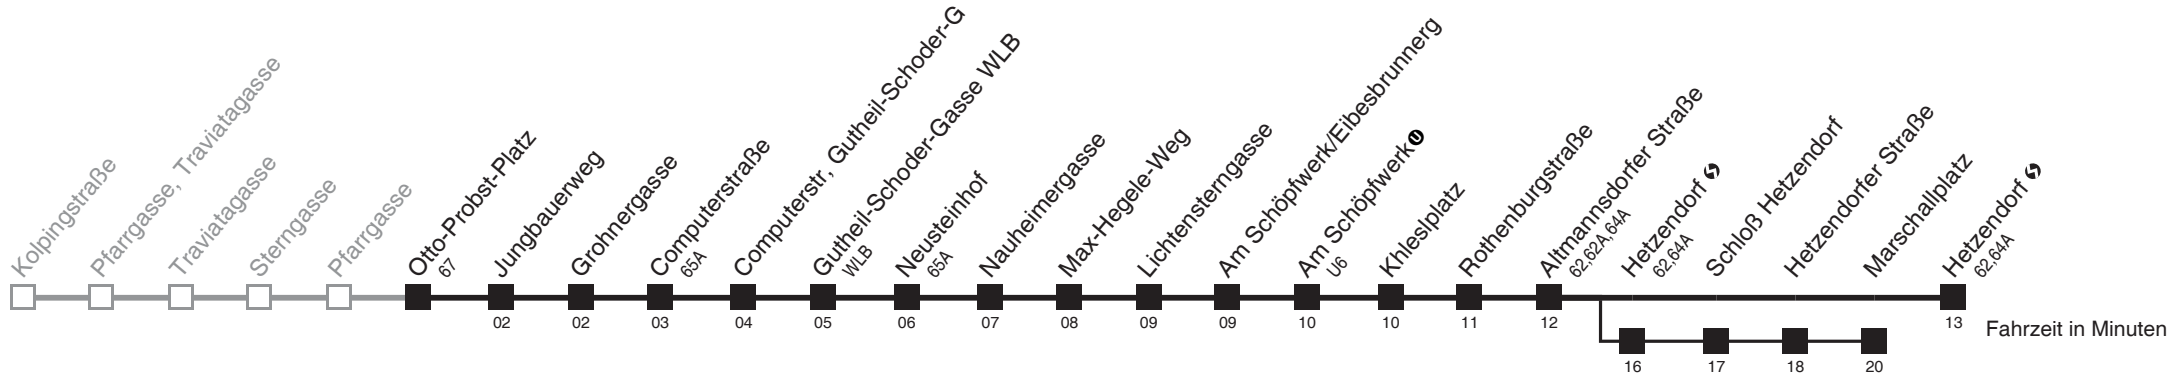 Kolpingstraße
Pfarrgasse, Traviatagasse
Traviatagasse
Sterngasse
Pfarrgasse
Otto-Probst-Platz
67
Jungbauerweg
Grohnergasse
Computerstraße
65A
Computerstr, Gutheil-Schoder-G
Gutheil-Schoder-Gasse WLB
WLB
Neusteinhof
65A
Nauheimergasse
Max-Hegele-Weg
Lichtensterngasse
Am Schöpfwerk/Eibesbrunnerg
Am Schöpfwerk U
U6
Khleslplatz
Rothenburgstraße
Altmannsdorfer Straße
62,62A,64A
Hetzendorf
62,64A
Schloß Hetzendorf
Hetzendorfer Straße
Marschallplatz
Hetzendorf
62,64A
02 02 03 04 05 06 07 08 09 09 10 10 11 12 13
Fahrzeit in Minuten
16 17 18 20